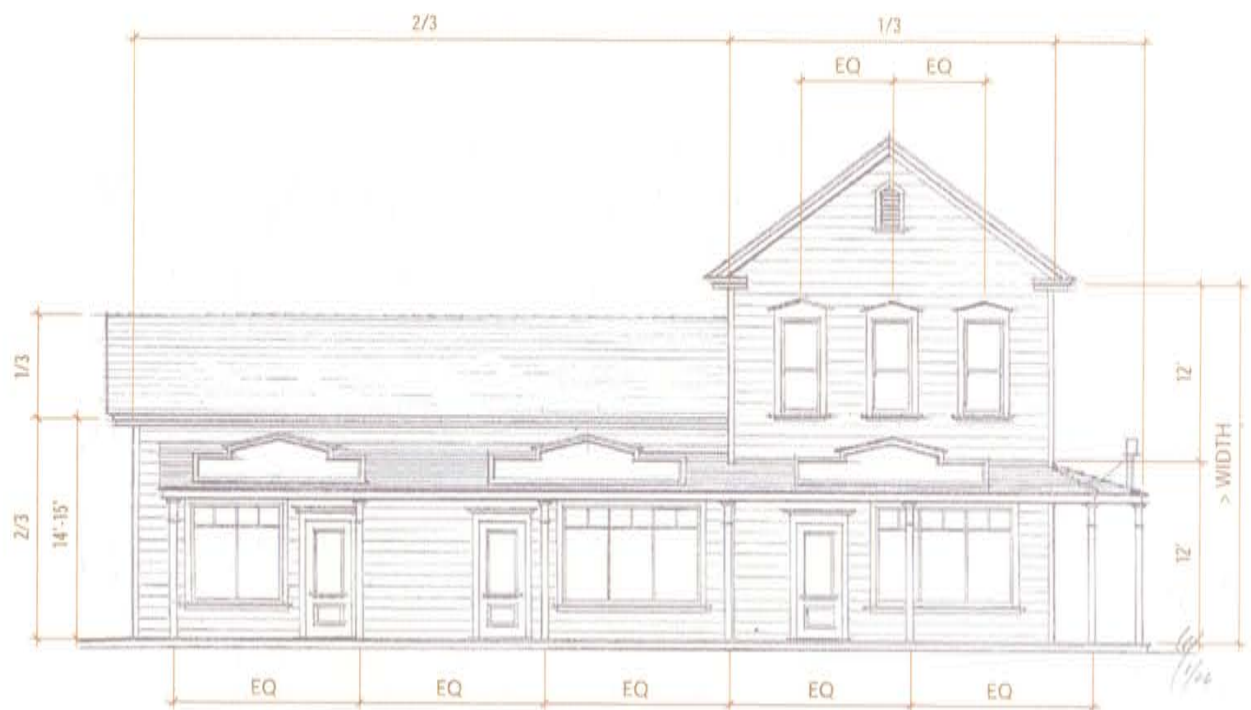 2/3
1/3
EQ
EQ
1/3
12'
> WIDTH
2/3
14'-15'
12'
EQ
EQ
EQ
EQ
EQ